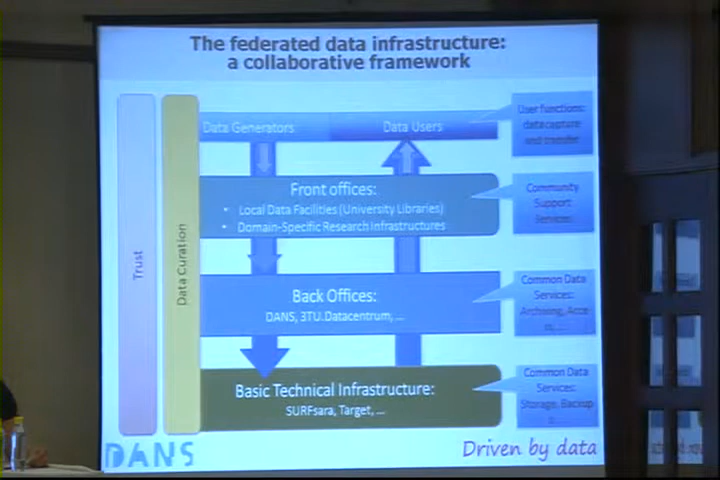 The federated data infrastructure:
a collaborative framework
Data Generators
Data Users
User functions:
data capture
and transfer
Front offices:
• Local Data Facilities (University Libraries)
• Domain-Specific Research Infrastructures
Community
Support
Services
Trust
Data Curation
Back Offices:
DANS, 3TU.Datacentrum, ...
Common Data
Services:
Archiving, Acce
ss, ...
Basic Technical Infrastructure:
SURFsara, Target, ...
Common Data
Services:
Storage, Backup
DANS
Driven by data